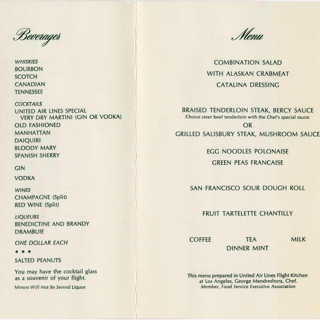 Beverages
WHISKIES
BOURBON
SCOTCH
CANADIAN
TENNESSEE
COCKTAILS
UNITED AIR LINES SPECIAL
VERY DRY MARTINI (GIN OR VODKA)
OLD FASHIONED
MANHATTAN
DAIQUIRI
BLOODY MARY
SPANISH SHERRY
GIN
VODKA
WINES
CHAMPAGNE (Split)
RED WINE (Split)
LIQUEURS
BENEDICTINE AND BRANDY
DRAMBUIE
ONE DOLLAR EACH
* * *
SALTED PEANUTS
You may have the cocktail glass
as a souvenir of your flight.
Minors Will Not Be Served Liquor.
Menu
COMBINATION SALAD
WITH ALASKAN CRABMEAT
CATALINA DRESSING
BRAISED TENDERLOIN STEAK, BERCY SAUCE
Choice steer beef tenderloin with the Chef's special sauce.
OR
GRILLED SALISBURY STEAK, MUSHROOM SAUCE
EGG NOODLES POLONAISE
GREEN PEAS FRANCAISE
SAN FRANCISCO SOUR DOUGH ROLL
FRUIT TARTELETTE CHANTILLY
COFFEE TEA MILK
DINNER MINT
This menu prepared in United Air Lines Flight Kitchen
at Los Angeles, George Mendreshora, Chef.
Member, Food Service Executive Association